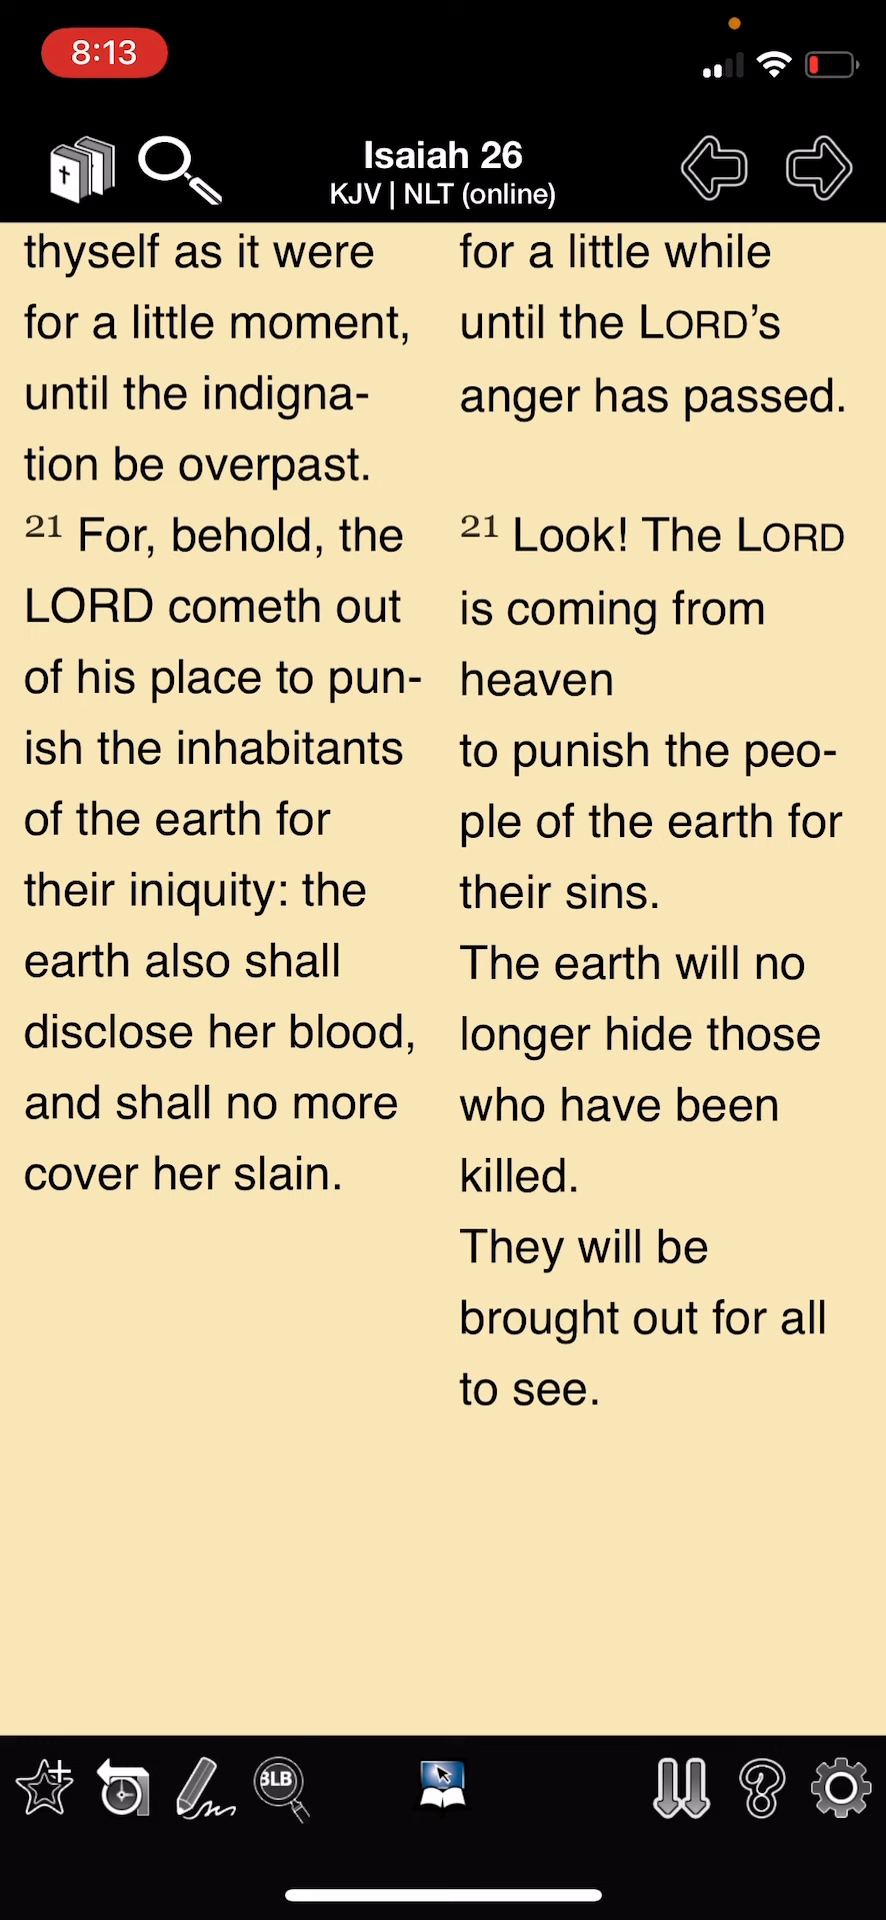 8:13
Isaiah 26
KJV | NLT (online)
thyself as it were
for a little moment,
until the indigna-
tion be overpast.
21 For, behold, the
LORD cometh out
of his place to pun-
ish the inhabitants
of the earth for
their iniquity: the
earth also shall
disclose her blood,
and shall no more
cover her slain.
for a little while
until the LORD’s
anger has passed.
21 Look! The LORD
is coming from
heaven
to punish the peo-
ple of the earth for
their sins.
The earth will no
longer hide those
who have been
killed.
They will be
brought out for all
to see.
BLB